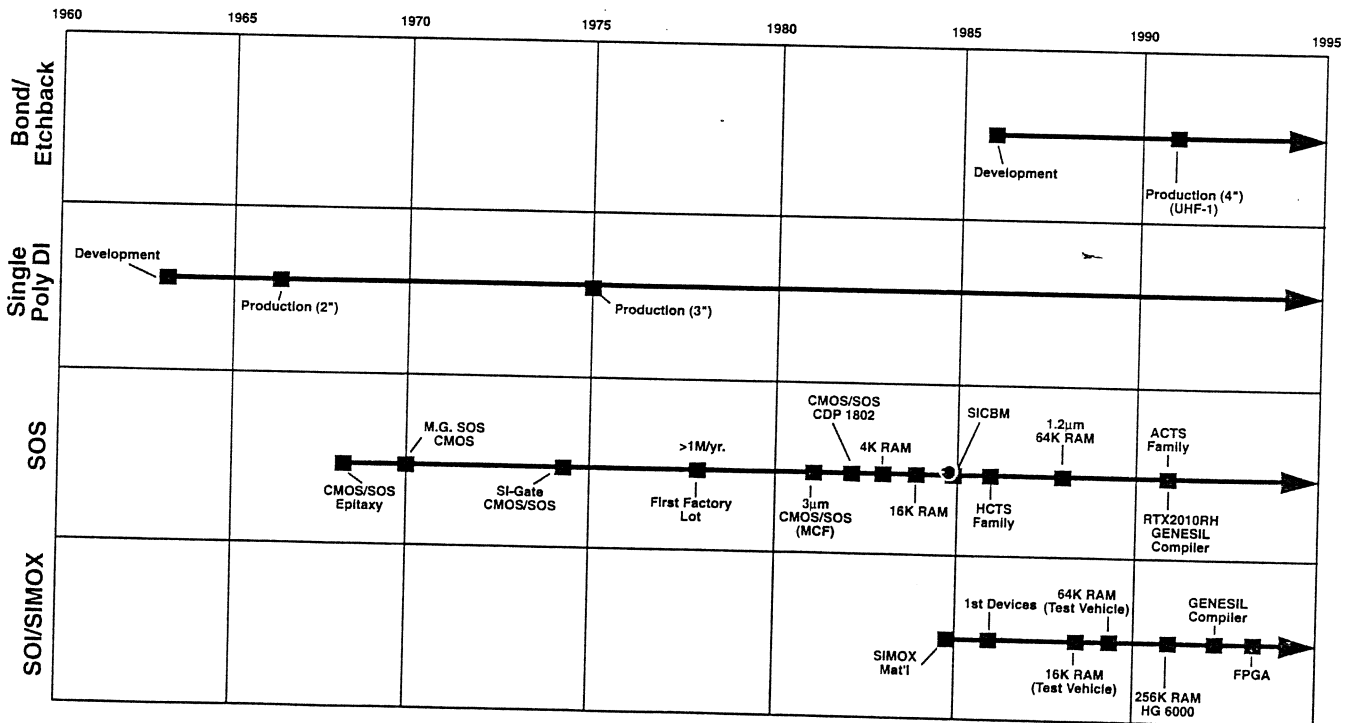 1960 1965 1970 1975 1980 1985 1990 1995
Bond/
Etchback
Development
Production (4")
(UHF-1)
Single
Poly DI
Development
Production (2")
Production (3")
SOS
CMOS/SOS
Epitaxy
M.G. SOS
CMOS
SI-Gate
CMOS/SOS
>1M/yr.
First Factory
Lot
3µm
CMOS/SOS
(MCF)
CMOS/SOS
CDP 1802
4K RAM
16K RAM
SICBM
HCTS
Family
1.2µm
64K RAM
ACTS
Family
RTX2010RH
GENESIL
Compiler
SOI/SIMOX
SIMOX
Mat'l
1st Devices
16K RAM
(Test Vehicle)
64K RAM
(Test Vehicle)
256K RAM
HG 6000
GENESIL
Compiler
FPGA